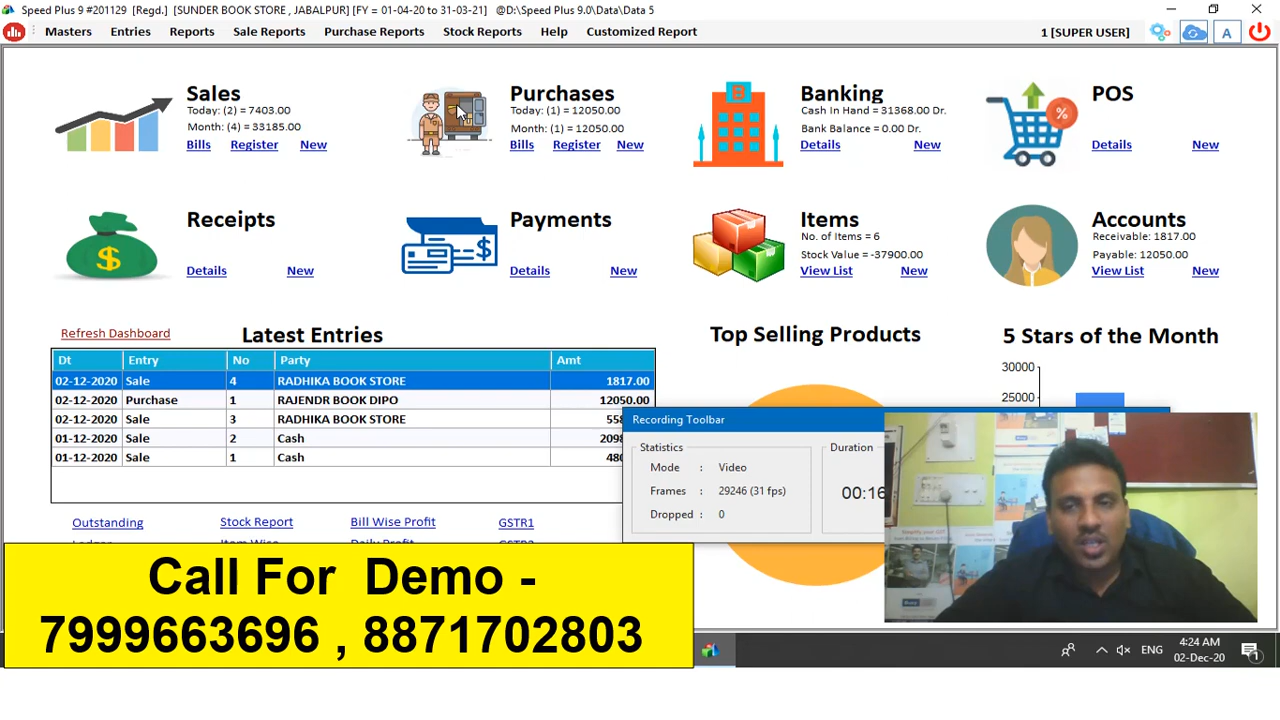 Speed Plus 9 #201129 [Regd.] [SUNDER BOOK STORE , JABALPUR] [FY = 01-04-20 to 31-03-21] @D:\Speed Plus 9.0\Data\Data 5
Masters Entries Reports Sale Reports Purchase Reports Stock Reports Help Customized Report 1 [SUPER USER] A
Sales
Today: (2) = 7403.00
Month: (4) = 33185.00
Bills Register New
Purchases
Today: (1) = 12050.00
Month: (1) = 12050.00
Bills Register New
Banking
Cash In Hand = 31368.00 Dr.
Bank Balance = 0.00 Dr.
Details New
POS
Details New
Receipts
Details New
Payments
Details New
Items
No. of Items = 6
Stock Value = -37900.00
View List New
Accounts
Receivable: 1817.00
Payable: 12050.00
View List New
Refresh Dashboard Latest Entries
Dt Entry No Party Amt
02-12-2020 Sale 4 RADHIKA BOOK STORE 1817.00
02-12-2020 Purchase 1 RAJENDR BOOK DIPO 12050.00
02-12-2020 Sale 3 RADHIKA BOOK STORE
01-12-2020 Sale 2 Cash
01-12-2020 Sale 1 Cash
Outstanding Stock Report Bill Wise Profit GSTR1
Top Selling Products
5 Stars of the Month
30000
25000
Recording Toolbar
Statistics
Mode : Video
Frames : 29246 (31 fps)
Dropped : 0
Duration
00:16
Call For Demo -
7999663696 , 8871702803
ENG
4:24 AM
02-Dec-20
1